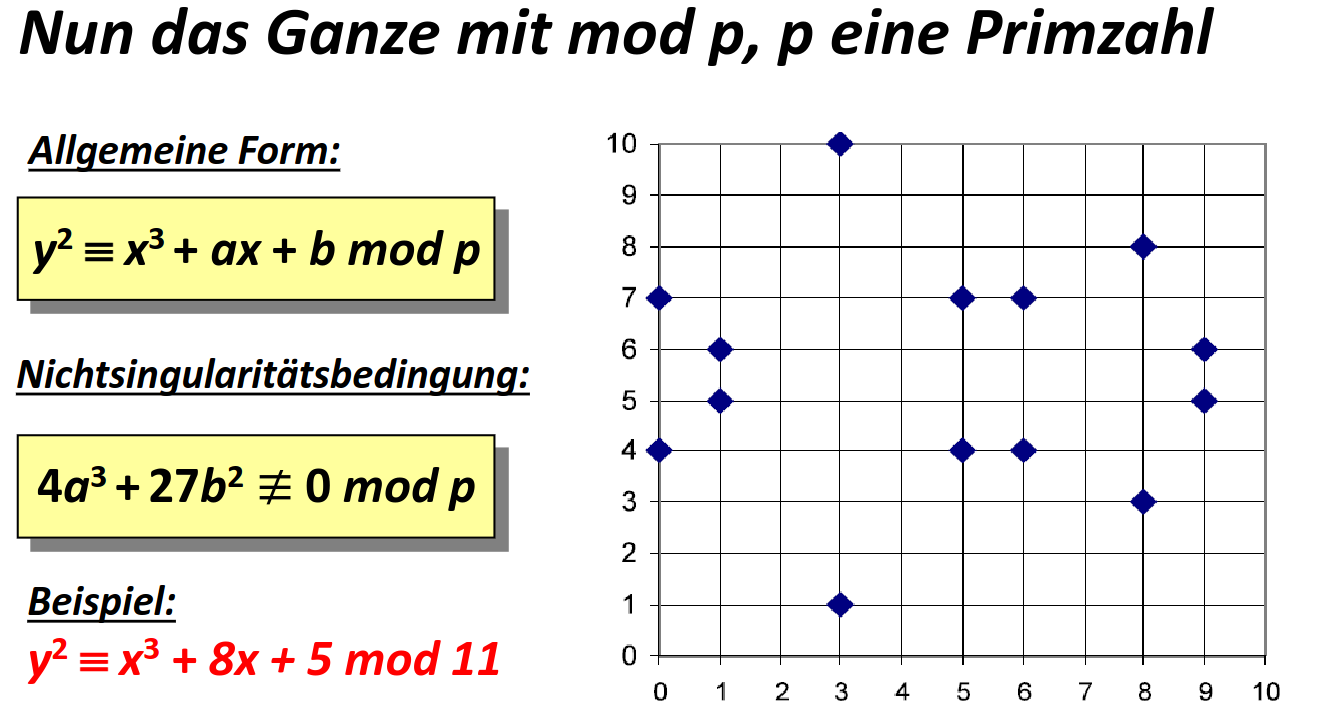 Nun das Ganze mit mod p, p eine Primzahl
Allgemeine Form:
y² ≡ x³ + ax + b mod p
Nichtsingularitätsbedingung:
4a³ + 27b² ≢ 0 mod p
Beispiel:
y² ≡ x³ + 8x + 5 mod 11
10
9
8
7
6
5
4
3
2
1
0
0 1 2 3 4 5 6 7 8 9 10